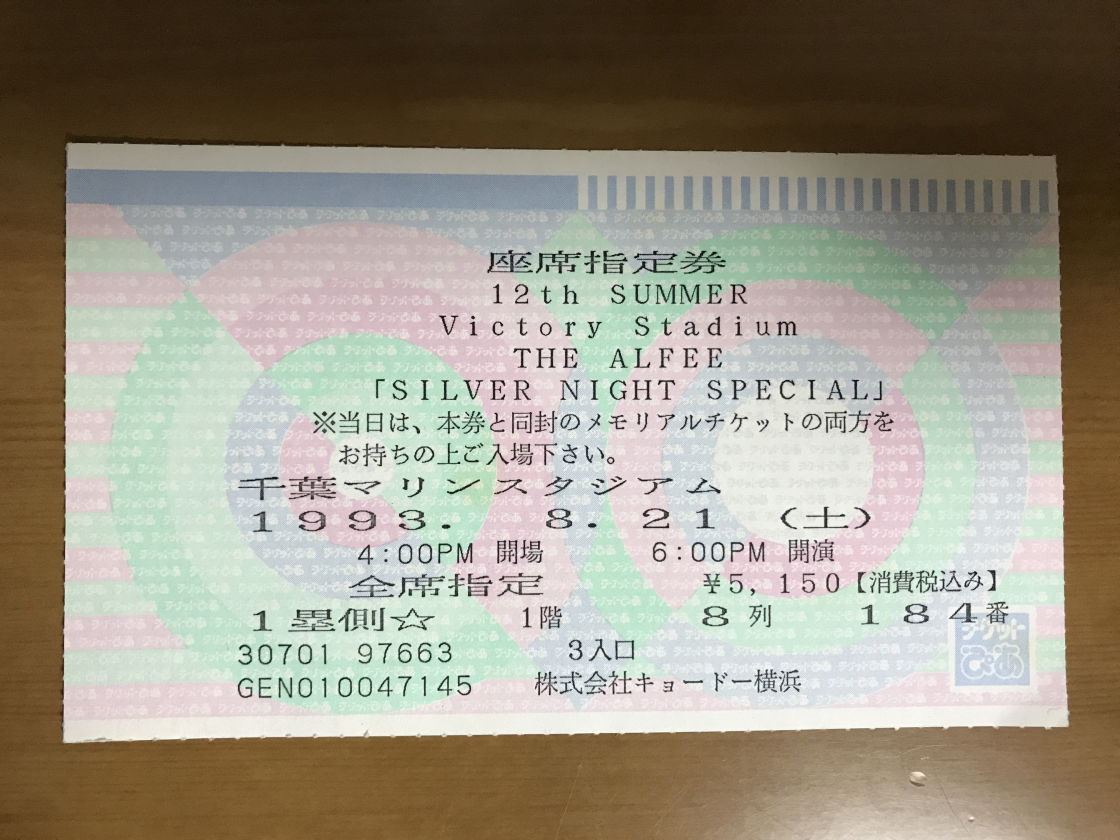 座席指定券
12th SUMMER
Victory Stadium
THE ALFEE
「SILVER NIGHT SPECIAL」
※当日は、本券と同封のメモリアルチケットの両方を
お持ちの上ご入場下さい。
千葉マリンスタジアム
1993. 8.21 (土)
4:00PM 開場 6:00PM 開演
全席指定 ¥5,150【消費税込み】
1塁側☆ 1階 8列 184番
30701 97663 3入口
GEN010047145 株式会社キョードー横浜
チケット
ぴあ